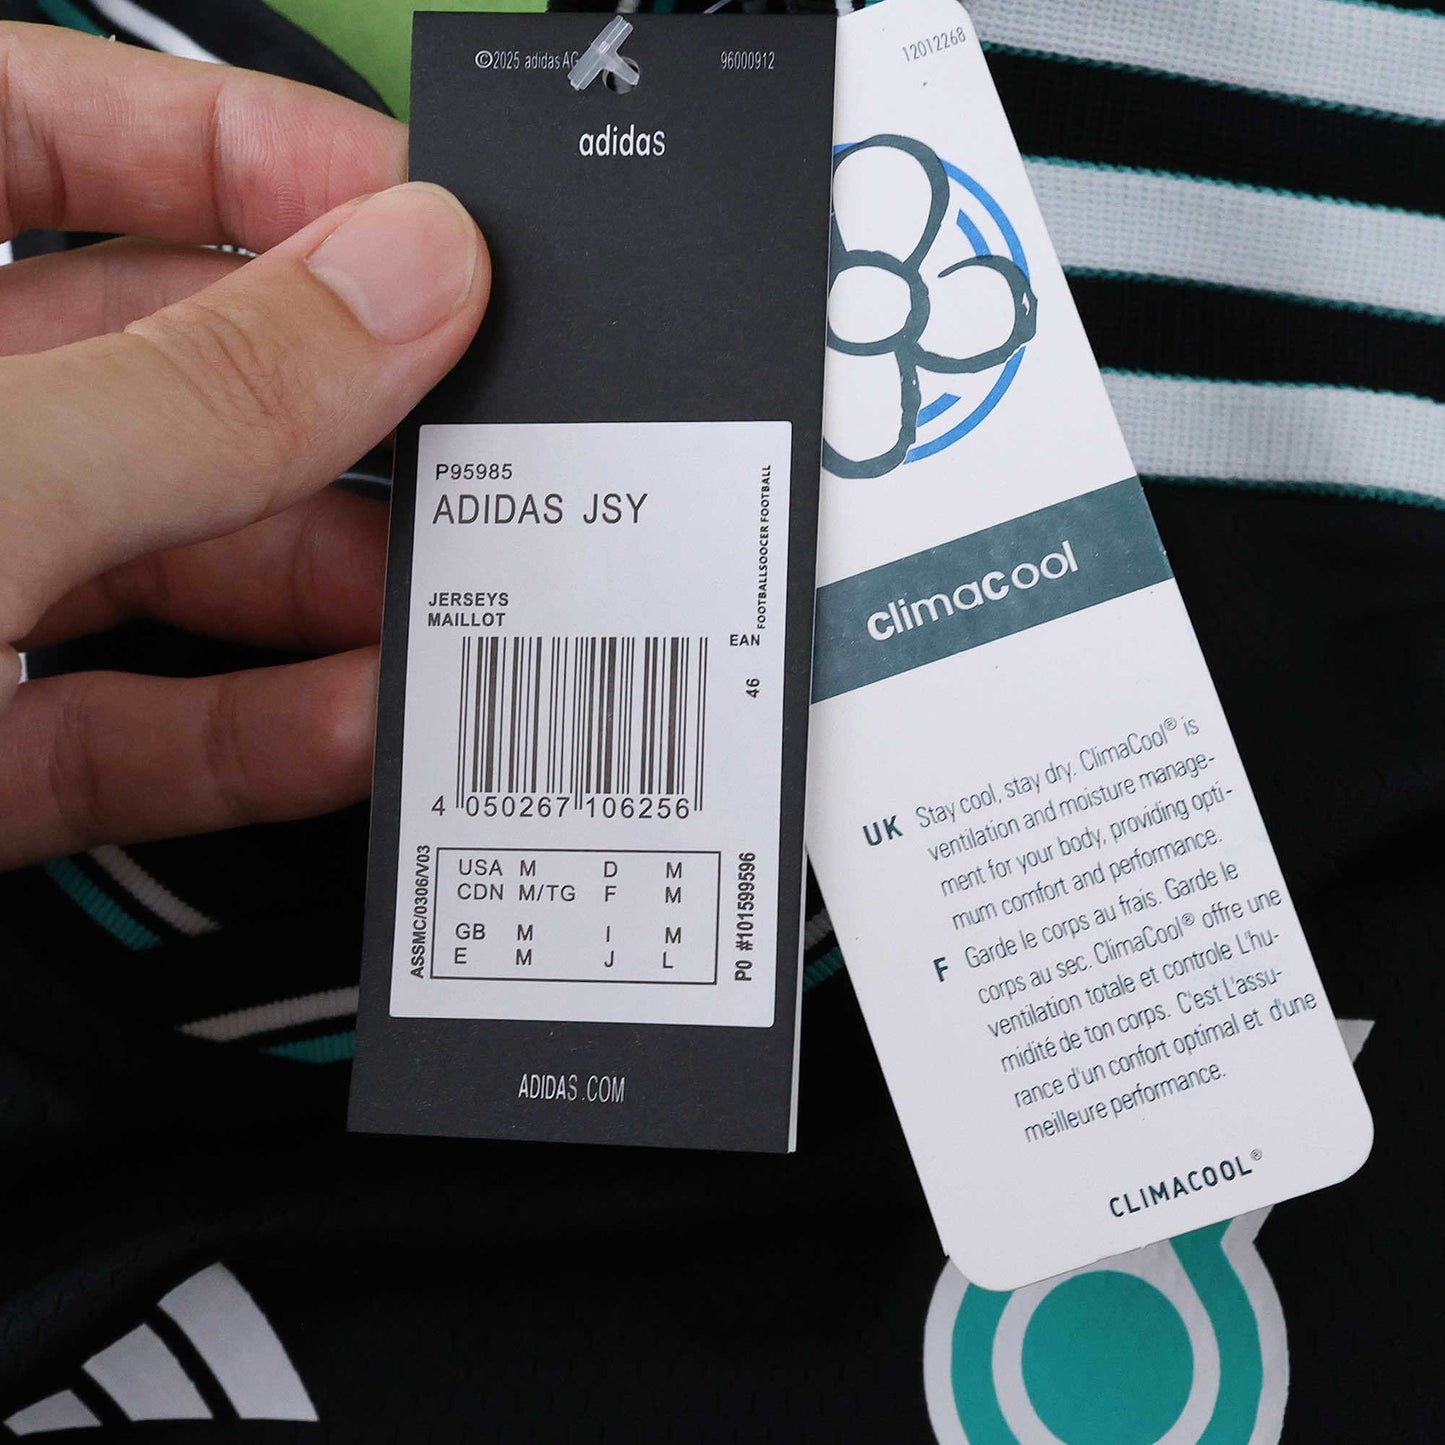 ©2025 adidas AG
96000912
adidas
P95985
ADIDAS JSY
FOOTBALLSOOCER FOOTBALL
JERSEYS
MAILLOT
EAN
46
4 050267 106256
ASSMC/0306/V03
USA M D M
CDN M/TG F M
GB M I M
E M J L
PO #101599596
ADIDAS.COM
12012268
climacool
UK Stay cool, stay dry. ClimaCool® is
ventilation and moisture manage-
ment for your body, providing opti-
mum comfort and performance.
F Garde le corps au frais. Garde le
corps au sec. ClimaCool® offre une
ventilation totale et controle L'hu-
midité de ton corps. C'est L'assu-
rance d'un confort optimal et d'une
meilleure performance.
CLIMACOOL®